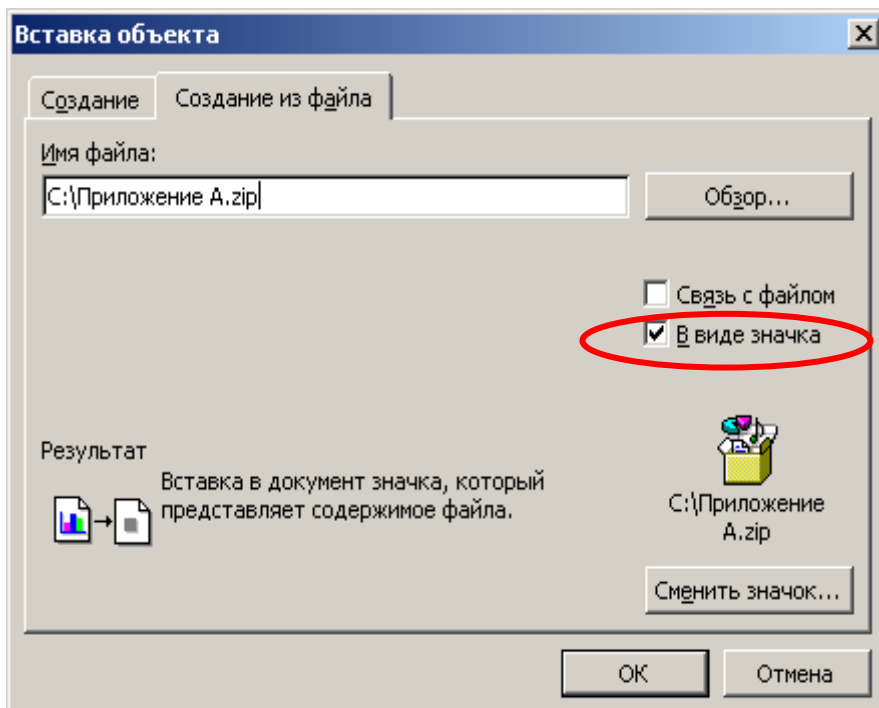 Вставка объекта
Создание
Создание из файла
Имя файла:
C:\Приложение A.zip
Обзор...
Связь с файлом
В виде значка
Результат
Вставка в документ значка, который
представляет содержимое файла.
C:\Приложение
A.zip
Сменить значок...
OK
Отмена